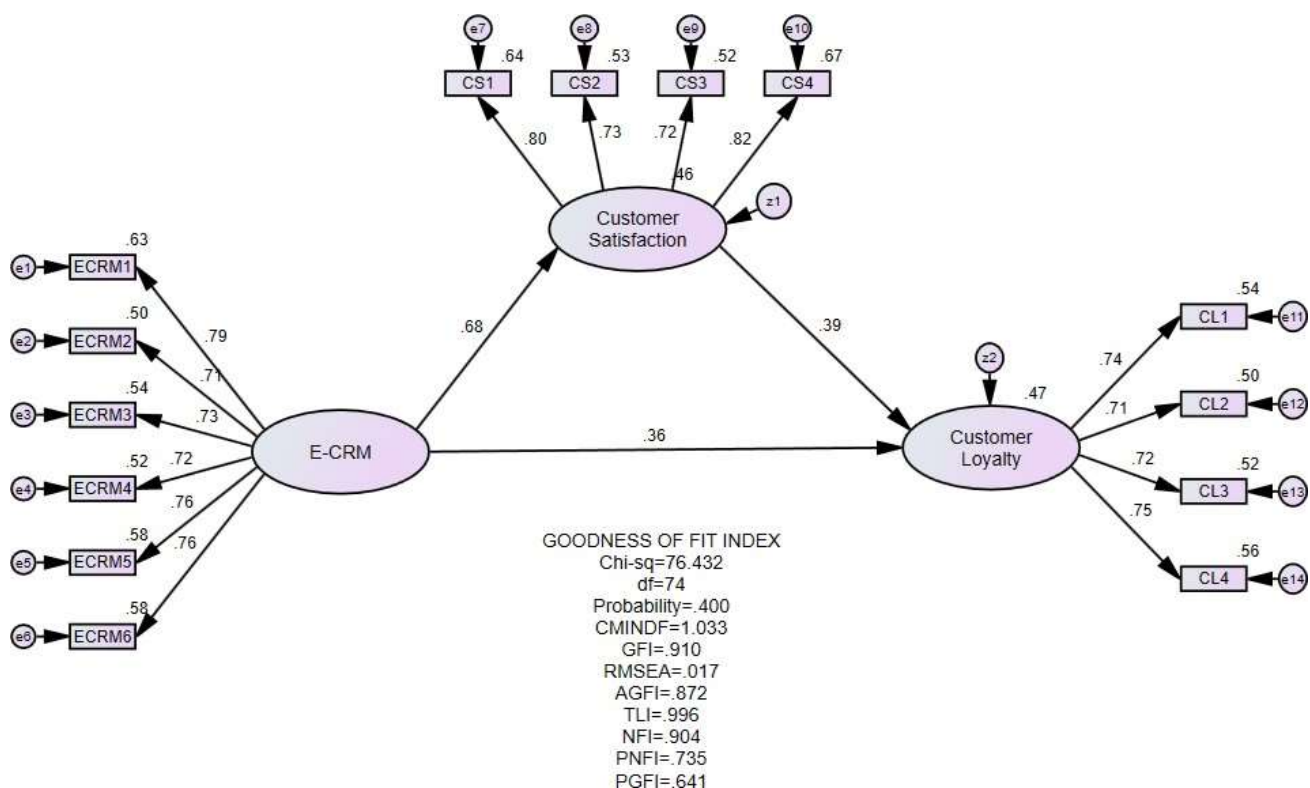 e7
e8
e9
e10
.64
.53
.52
.67
CS1
CS2
CS3
CS4
.80
.73
.72
.82
.46
z1
Customer
Satisfaction
.63
e1
ECRM1
.50
e2
ECRM2
.79
.68
.39
.54
CL1
e11
.74
z2
.71
.54
e3
ECRM3
.73
.47
.71
.50
CL2
e12
E-CRM
.36
Customer
Loyalty
.52
e4
ECRM4
.72
.72
.52
CL3
e13
.76
.75
.58
e5
ECRM5
.76
.56
CL4
e14
.58
e6
ECRM6
GOODNESS OF FIT INDEX
Chi-sq=76.432
df=74
Probability=.400
CMINDF=1.033
GFI=.910
RMSEA=.017
AGFI=.872
TLI=.996
NFI=.904
PNFI=.735
PGFI=.641